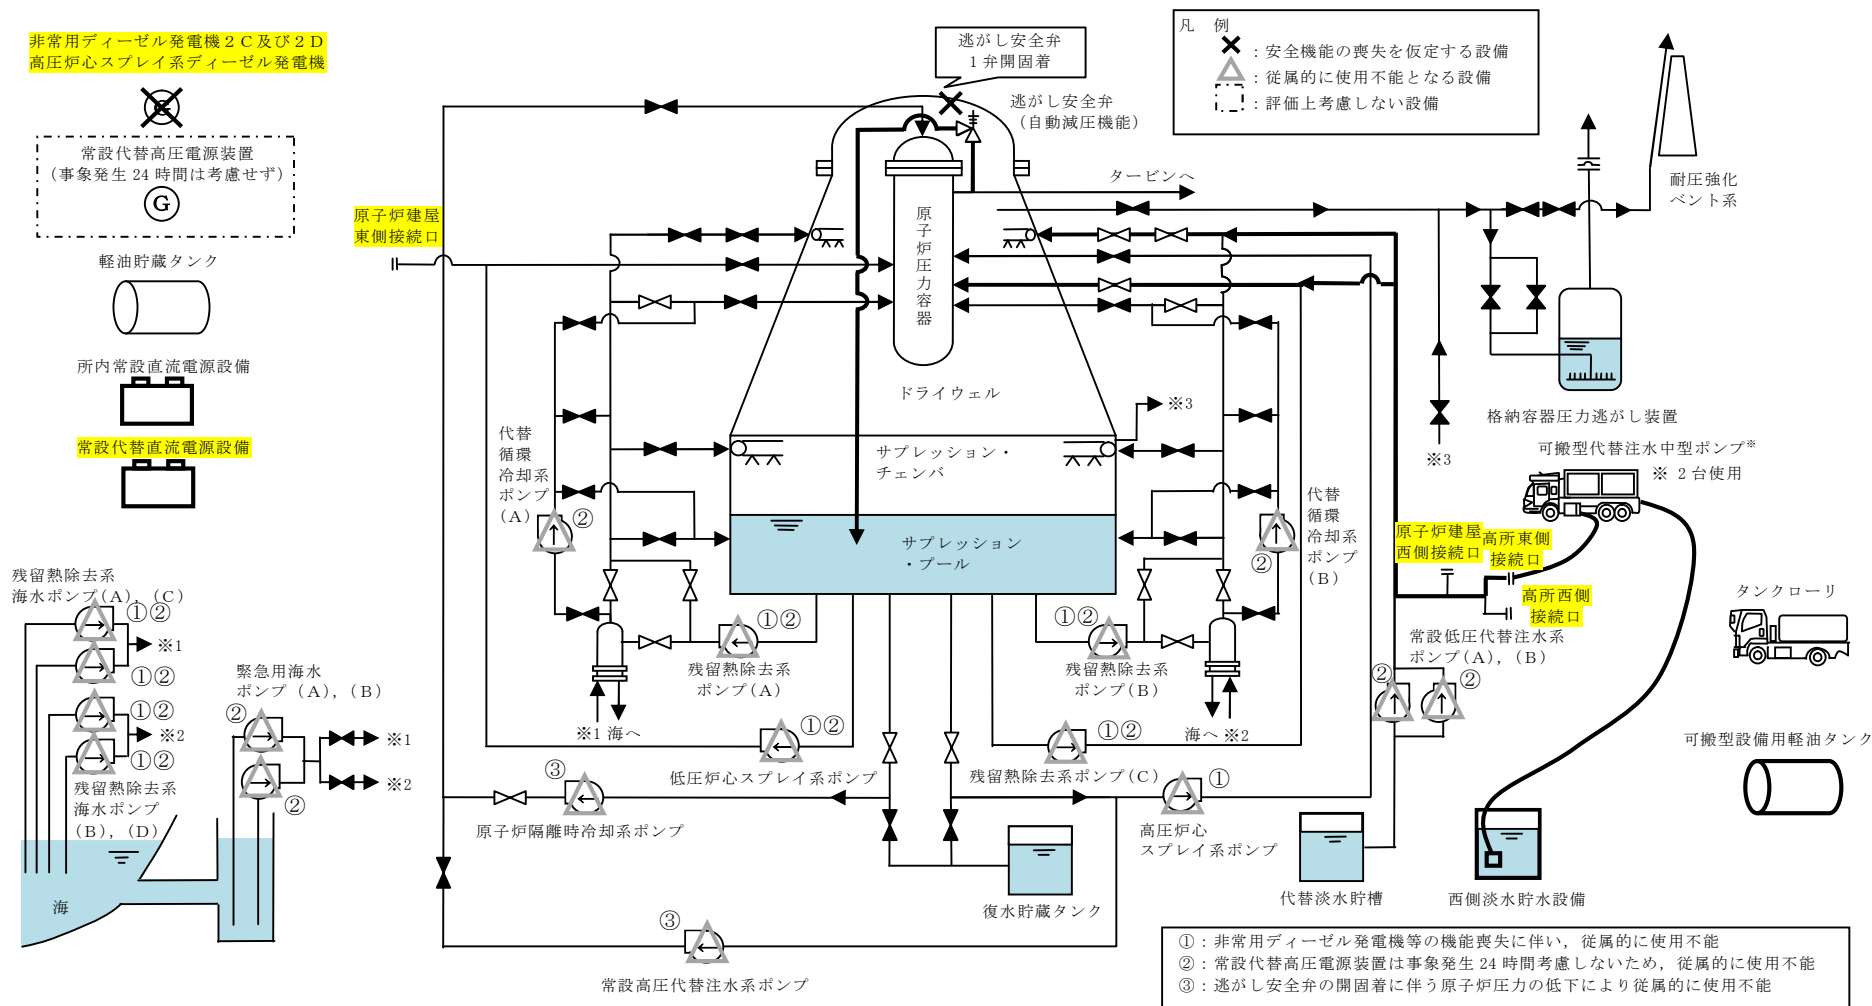 非常用ディーゼル発電機２Ｃ及び２Ｄ
高圧炉心スプレイ系ディーゼル発電機
G
常設代替高圧電源装置
（事象発生 24 時間は考慮せず）
G
軽油貯蔵タンク
所内常設直流電源設備
常設代替直流電源設備
逃がし安全弁
1 弁開固着
逃がし安全弁
（自動減圧機能）
凡　例
：安全機能の喪失を仮定する設備
：従属的に使用不能となる設備
：評価上考慮しない設備
タービンへ
耐圧強化
ベント系
原子炉建屋
東側接続口
原子炉圧力容器
ドライウェル
※3
サプレッション・
チェンバ
サプレッション
・プール
代替
循環
冷却系
ポンプ
(A)
②
代替
循環
冷却系
ポンプ
(B)
②
格納容器圧力逃がし装置
※3
可搬型代替注水中型ポンプ※
※ 2 台使用
原子炉建屋
西側接続口
高所東側
接続口
高所西側
接続口
タンクローリ
残留熱除去系
海水ポンプ(A)，(C)
①②
※1
①②
①②
※2
①②
残留熱除去系
海水ポンプ
(B)，(D)
緊急用海水
ポンプ (A)，(B)
②
※1
※2
②
海
①②
残留熱除去系
ポンプ(A)
※1 海へ
①②
残留熱除去系
ポンプ(B)
海へ ※2
常設低圧代替注水系
ポンプ(A)，(B)
②
②
①②
低圧炉心スプレイ系ポンプ
①②
残留熱除去系ポンプ(C)
③
原子炉隔離時冷却系ポンプ
①
高圧炉心
スプレイ系ポンプ
可搬型設備用軽油タンク
復水貯蔵タンク
代替淡水貯槽
西側淡水貯水設備
③
常設高圧代替注水系ポンプ
①：非常用ディーゼル発電機等の機能喪失に伴い，従属的に使用不能
②：常設代替高圧電源装置は事象発生 24 時間考慮しないため，従属的に使用不能
③：逃がし安全弁の開固着に伴う原子炉圧力の低下により従属的に使用不能